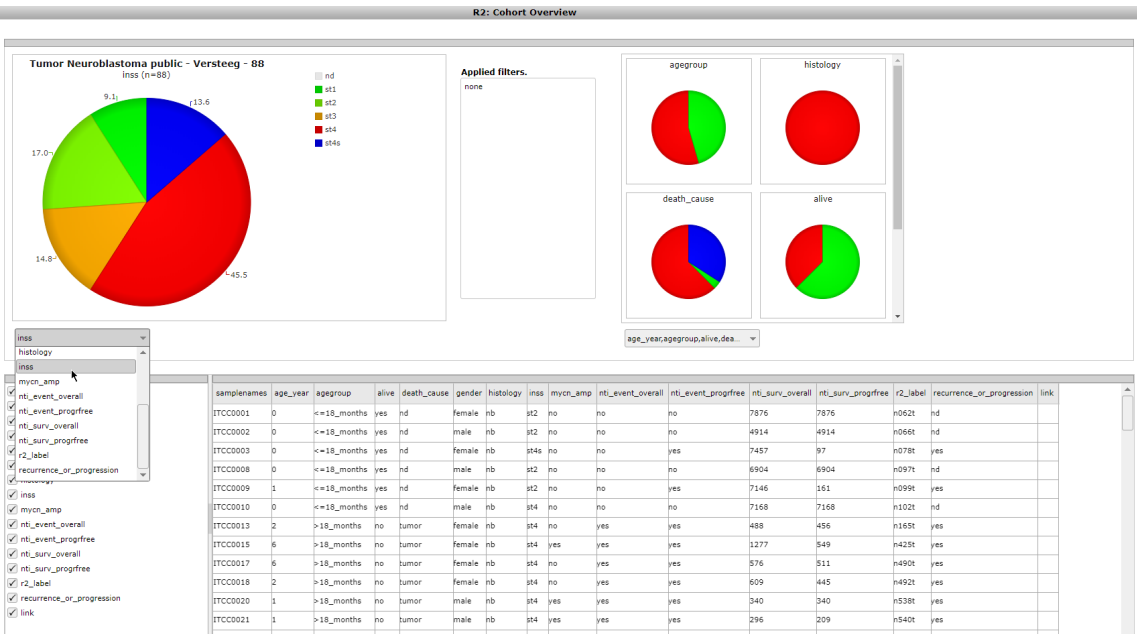 R2: Cohort Overview
Tumor Neuroblastoma public - Versteeg - 88
inss (n=88)
nd
st1
st2
st3
st4
st4s
9.1
13.6
17.0
14.8
45.5
Applied filters.
none
agegroup
histology
death_cause
alive
inss
age_year,agegroup,alive,dea...
histology
inss
mycn_amp
nti_event_overall
nti_event_progrfree
nti_surv_overall
nti_surv_progrfree
r2_label
recurrence_or_progression
inss
mycn_amp
nti_event_overall
nti_event_progrfree
nti_surv_overall
nti_surv_progrfree
r2_label
recurrence_or_progression
link
samplenames age_year agegroup alive death_cause gender histology inss mycn_amp nti_event_overall nti_event_progrfree nti_surv_overall nti_surv_progrfree r2_label recurrence_or_progression link
ITCC0001 0 <=18_months yes nd female nb st2 no no no 7876 7876 n062t nd
ITCC0002 0 <=18_months yes nd male nb st2 no no no 4914 4914 n066t nd
ITCC0003 0 <=18_months yes nd female nb st4s no no yes 7457 97 n078t yes
ITCC0008 0 <=18_months yes nd male nb st2 no no no 6904 6904 n097t nd
ITCC0009 1 <=18_months yes nd female nb st2 no no yes 7146 161 n099t yes
ITCC0010 0 <=18_months yes nd male nb st4 no no no 7168 7168 n102t nd
ITCC0013 2 >18_months no tumor female nb st4 no yes yes 488 456 n165t yes
ITCC0015 6 >18_months no tumor female nb st4 yes yes yes 1277 549 n425t yes
ITCC0017 6 >18_months no tumor female nb st4 no yes yes 576 511 n490t yes
ITCC0018 2 >18_months no tumor female nb st4 no yes yes 609 445 n492t yes
ITCC0020 1 >18_months no tumor male nb st4 yes yes yes 340 340 n538t yes
ITCC0021 1 >18_months no tumor male nb st4 yes yes yes 296 209 n540t yes